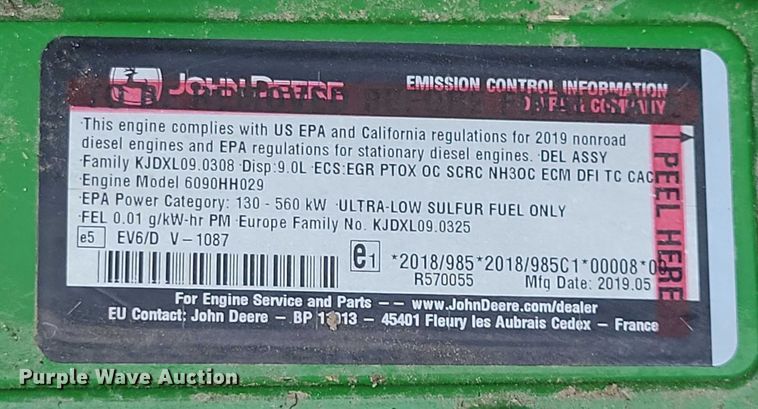 JOHN DEERE
EMISSION CONTROL INFORMATION
COMPANY
This engine complies with US EPA and California regulations for 2019 nonroad
diesel engines and EPA regulations for stationary diesel engines. ·DEL ASSY
·Family KJDXL09.0308 ·Disp:9.0L ·ECS:EGR PTOX OC SCRC NH3OC ECM DFI TC CAC
·Engine Model 6090HH029
·EPA Power Category: 130 - 560 kW ·ULTRA-LOW SULFUR FUEL ONLY
·FEL 0.01 g/kW-hr PM ·Europe Family No. KJDXL09.0325
e5 EV6/D V-1087
e1 *2018/985*2018/985C1*00008*
R570055 Mfg Date: 2019.05
PEEL HERE
For Engine Service and Parts -- www.JohnDeere.com/dealer
EU Contact: John Deere - BP 11013 - 45401 Fleury les Aubrais Cedex - France
Purple Wave Auction